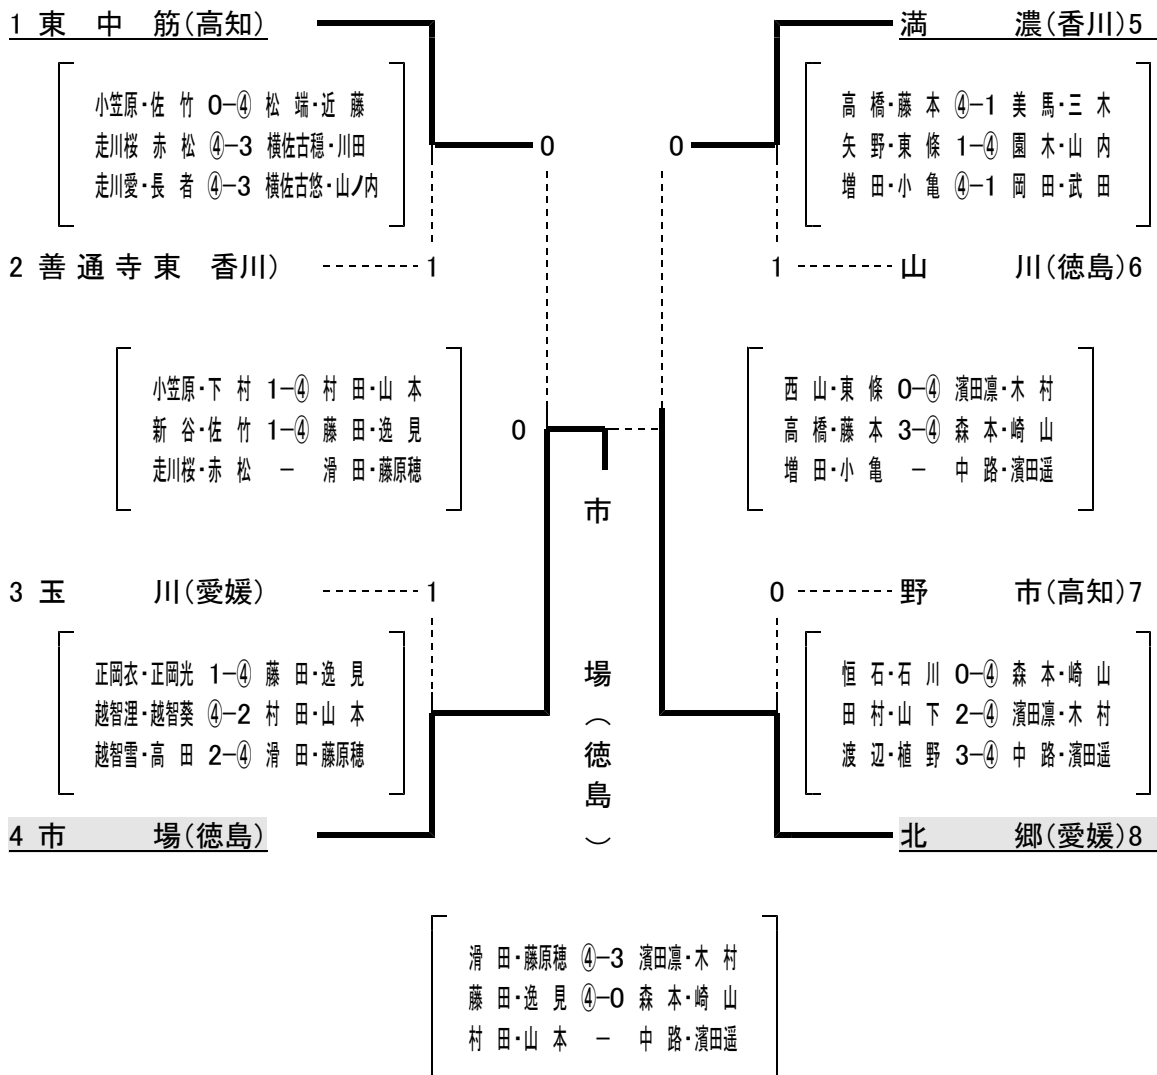 1 東 中 筋(高知) 満 濃(香川)5
小笠原・佐 竹 0-④ 松 端・近 藤
走川桜 赤 松 ④-3 横佐古穏・川田
走川愛・長 者 ④-3 横佐古悠・山ノ内
高 橋・藤 本 ④-1 美 馬・三 木
矢 野・東 條 1-④ 園 木・山 内
増 田・小 亀 ④-1 岡 田・武 田
0 0
2 善 通 寺 東 香川) 1 1 山 川(徳島)6
小笠原・下 村 1-④ 村 田・山 本
新 谷・佐 竹 1-④ 藤 田・逸 見
走川桜・赤 松 - 滑 田・藤原穂
0
西 山・東 條 0-④ 濱田凛・木 村
高 橋・藤 本 3-④ 森 本・崎 山
増 田・小 亀 - 中 路・濱田遥
市 場(徳島)
3 玉 川(愛媛) 1 0 野 市(高知)7
正岡衣・正岡光 1-④ 藤 田・逸 見
越智浬・越智葵 ④-2 村 田・山 本
越智雪・高 田 2-④ 滑 田・藤原穂
恒 石・石 川 0-④ 森 本・崎 山
田 村・山 下 2-④ 濱田凛・木 村
渡 辺・植 野 3-④ 中 路・濱田遥
4 市 場(徳島) 北 郷(愛媛)8
滑 田・藤原穂 ④-3 濱田凛・木 村
藤 田・逸 見 ④-0 森 本・崎 山
村 田・山 本 - 中 路・濱田遥